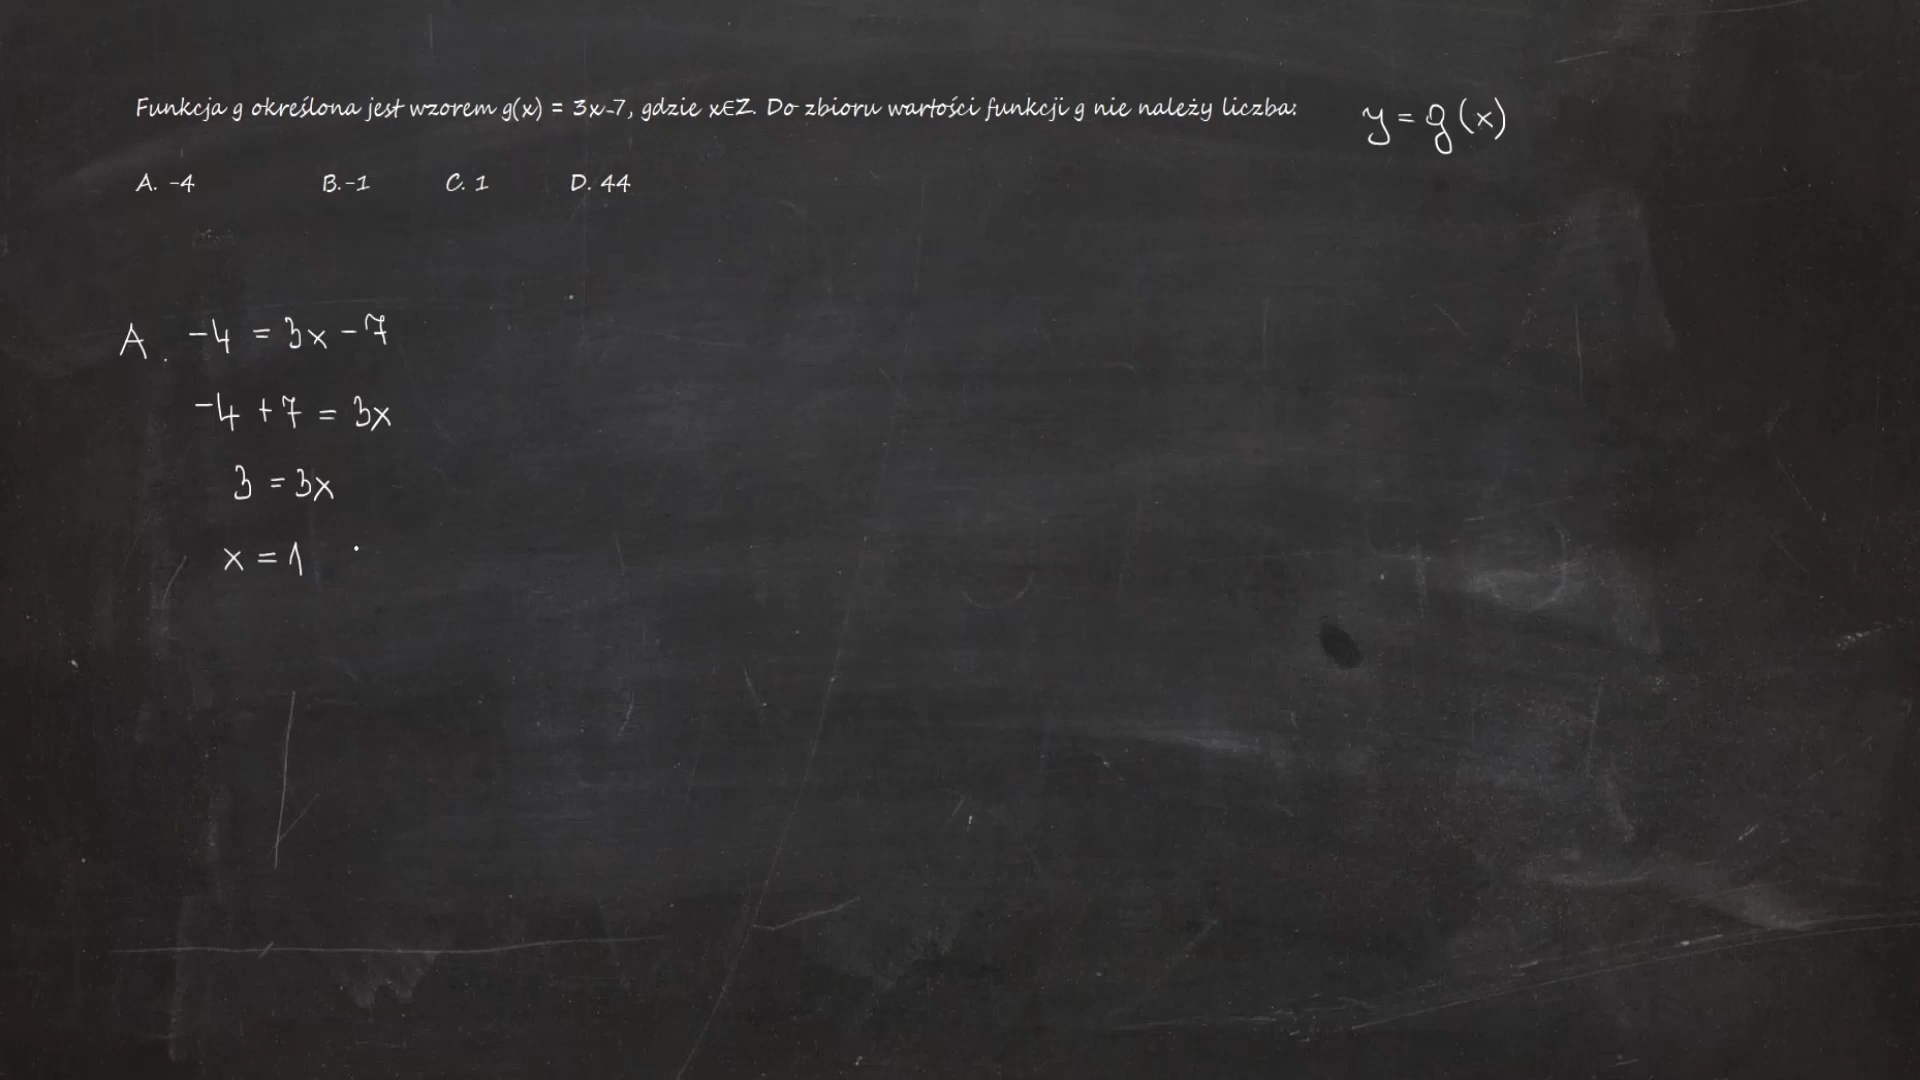 Funkcja g określona jest wzorem g(x) = 3x-7, gdzie x∈Z. Do zbioru wartości funkcji g nie należy liczba:
y = g(x)
A. -4 B.-1 C. 1 D. 44
A. -4 = 3x - 7
-4 + 7 = 3x
3 = 3x
x = 1